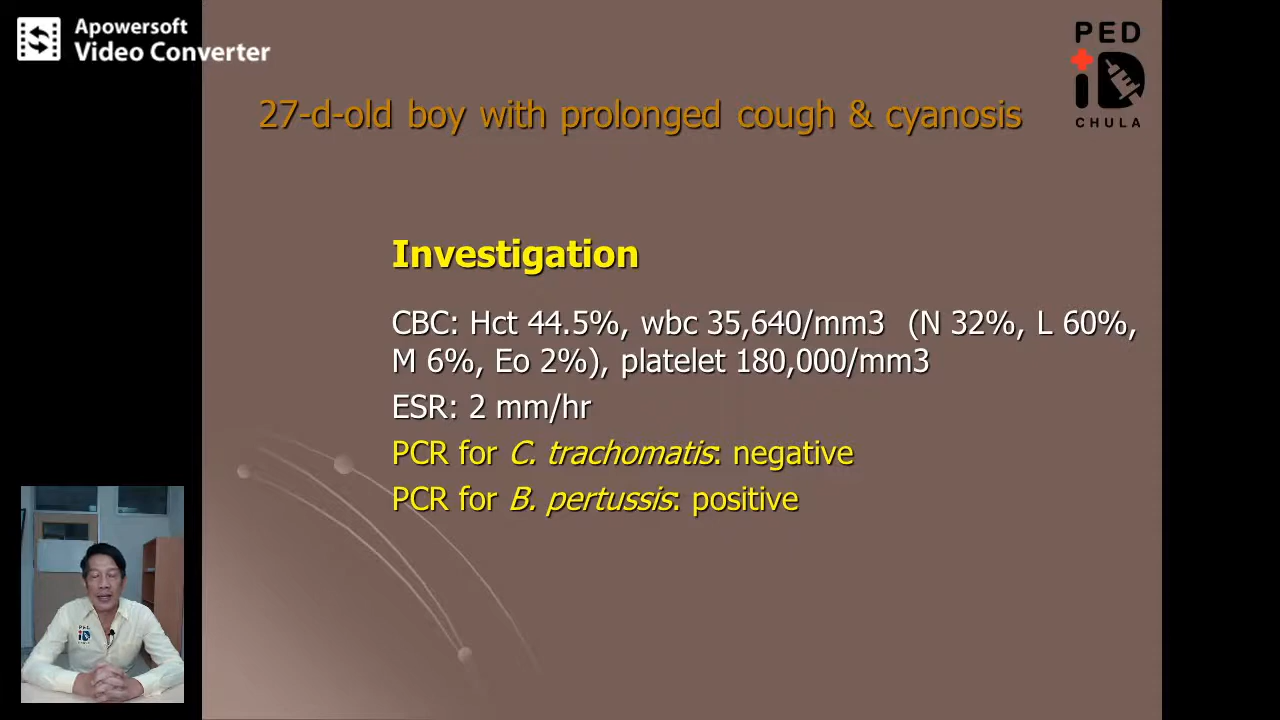 Apowersoft
Video Converter
PED
iD
CHULA
27-d-old boy with prolonged cough & cyanosis
Investigation
CBC: Hct 44.5%, wbc 35,640/mm3 (N 32%, L 60%,
M 6%, Eo 2%), platelet 180,000/mm3
ESR: 2 mm/hr
PCR for C. trachomatis: negative
PCR for B. pertussis: positive
PED
iD